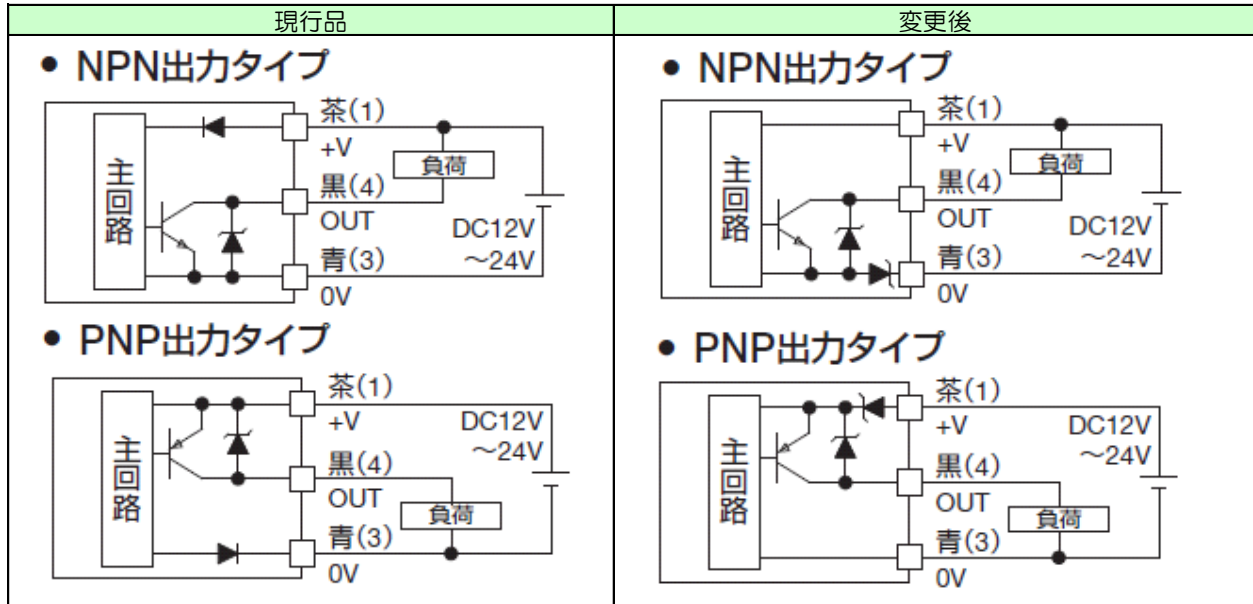 現行品
変更後
● NPN出力タイプ
茶(1)
+V
負荷
主回路
黒(4)
OUT
DC12V
～24V
青(3)
0V
● PNP出力タイプ
茶(1)
+V
DC12V
～24V
主回路
黒(4)
OUT
負荷
青(3)
0V
● NPN出力タイプ
茶(1)
+V
負荷
主回路
黒(4)
OUT
DC12V
～24V
青(3)
0V
● PNP出力タイプ
茶(1)
+V
DC12V
～24V
主回路
黒(4)
OUT
負荷
青(3)
0V